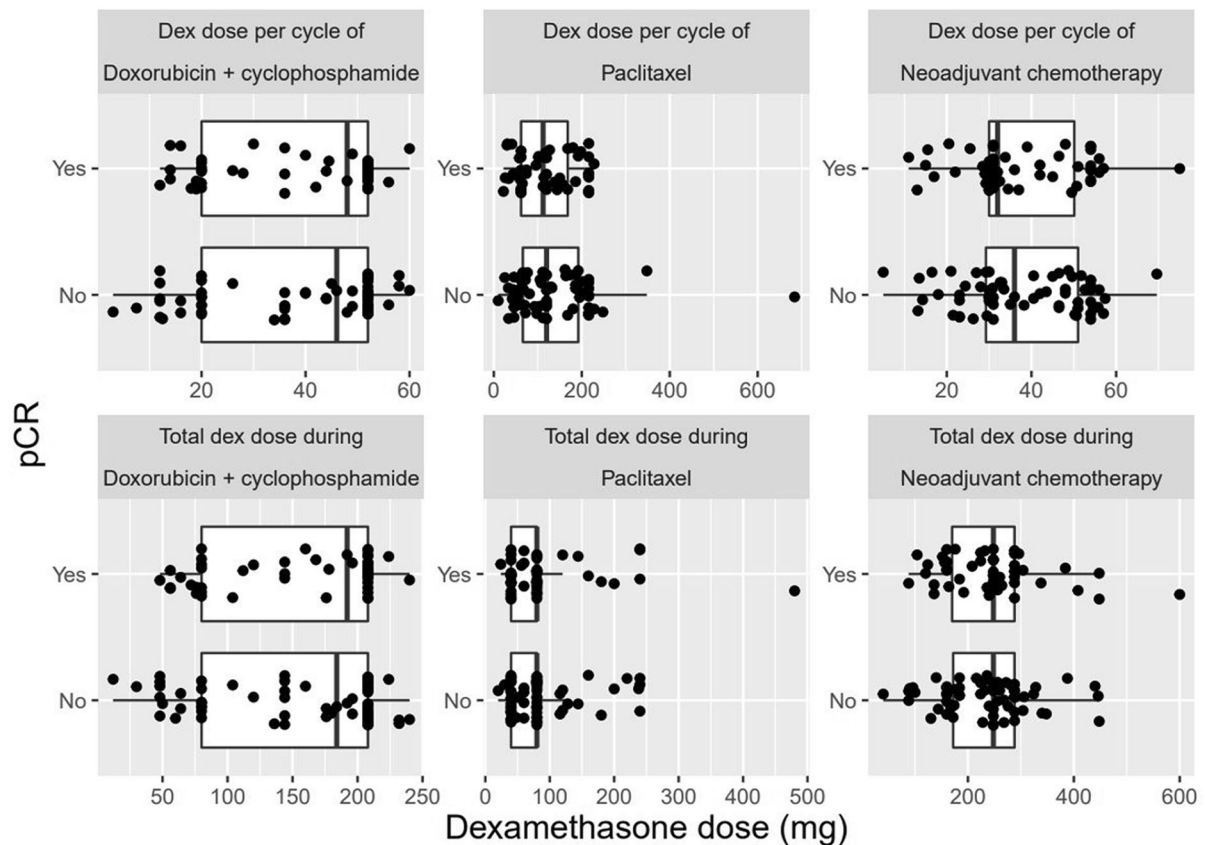 Dex dose per cycle of
Doxorubicin + cyclophosphamide
Dex dose per cycle of
Paclitaxel
Dex dose per cycle of
Neoadjuvant chemotherapy
Yes
No
Yes
No
Yes
No
20
40
60
0
200
400
600
20
40
60
pCR
Total dex dose during
Doxorubicin + cyclophosphamide
Total dex dose during
Paclitaxel
Total dex dose during
Neoadjuvant chemotherapy
Yes
No
Yes
No
Yes
No
50
100
150
200
250
0
100
200
300
400
500
200
400
600
Dexamethasone dose (mg)